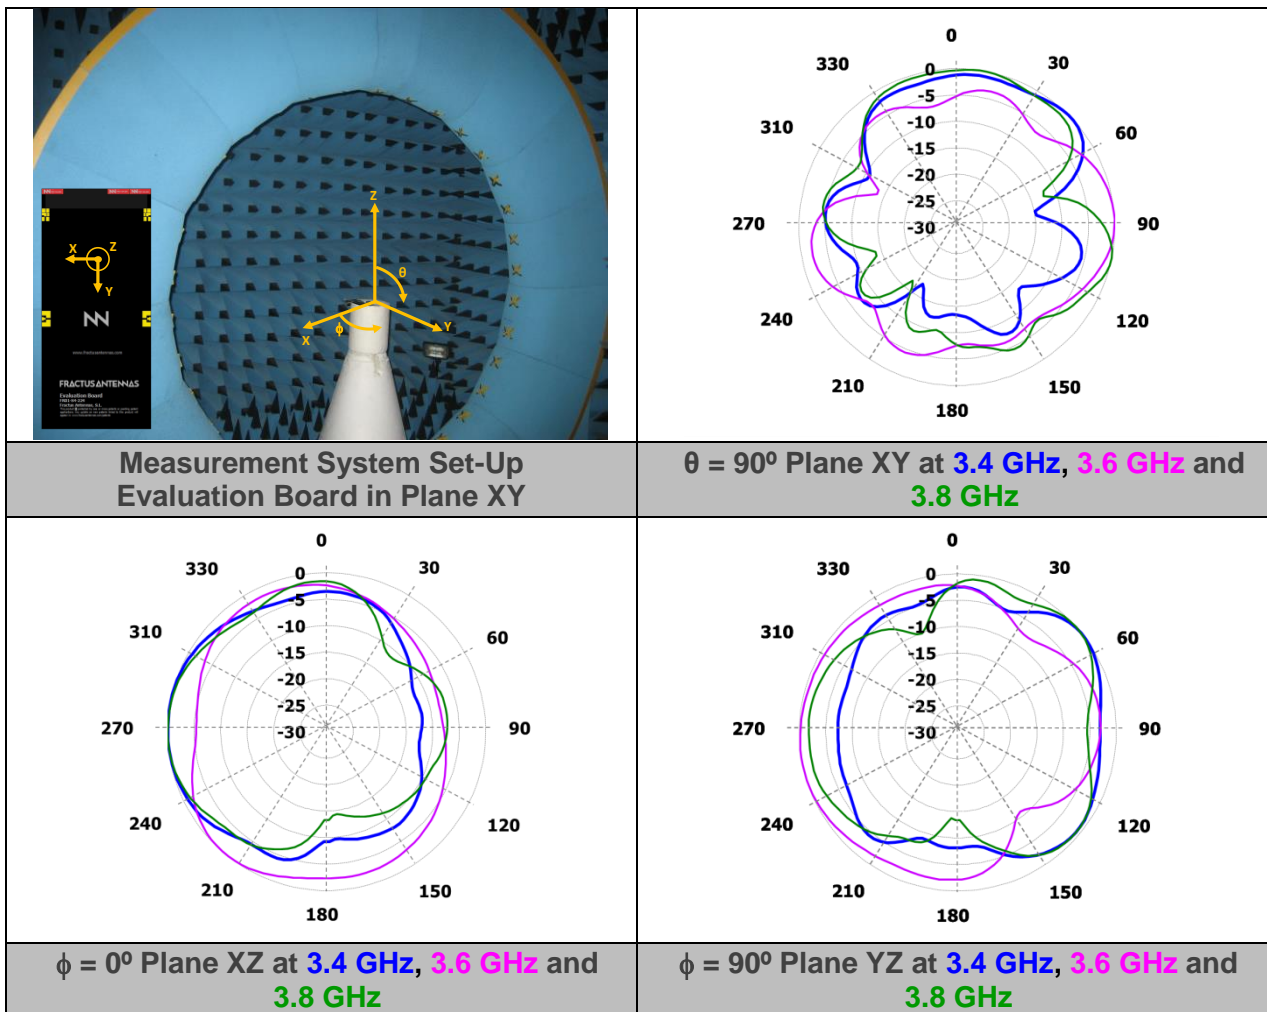 Z
θ
X
ϕ
Y
X
Z
Y
www.fractusantennas.com
FRACTUS ANTENNAS
Evaluation Board
Fractus Antennas, S.L.
0
330
30
310
60
270
90
240
120
210
150
180
0
-5
-10
-15
-20
-25
-30
Measurement System Set-Up
Evaluation Board in Plane XY
θ = 90º Plane XY at 3.4 GHz, 3.6 GHz and
3.8 GHz
0
330
30
310
60
270
90
240
120
210
150
180
0
-5
-10
-15
-20
-25
-30
0
330
30
310
60
270
90
240
120
210
150
180
0
-5
-10
-15
-20
-25
-30
ϕ = 0º Plane XZ at 3.4 GHz, 3.6 GHz and
3.8 GHz
ϕ = 90º Plane YZ at 3.4 GHz, 3.6 GHz and
3.8 GHz